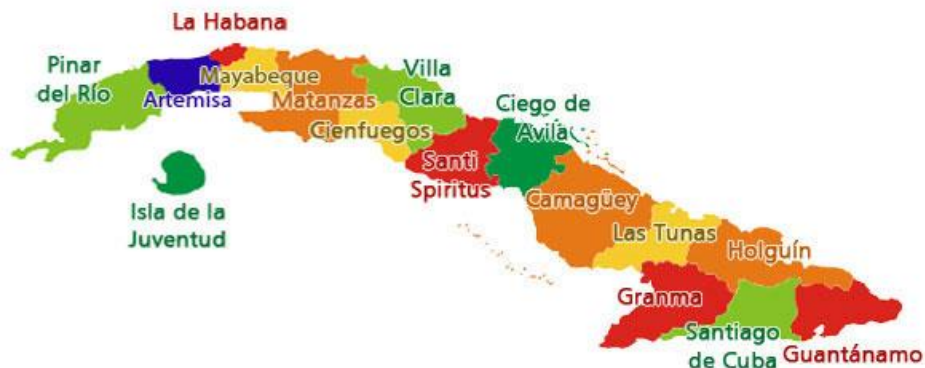 La Habana
Pinar
del Río
Artemisa
Mayabeque
Matanzas
Villa
Clara
Cienfuegos
Ciego de
Avila
Santi
Spiritus
Isla de la
Juventud
Camagüey
Las Tunas
Holguín
Granma
Santiago
de Cuba
Guantánamo